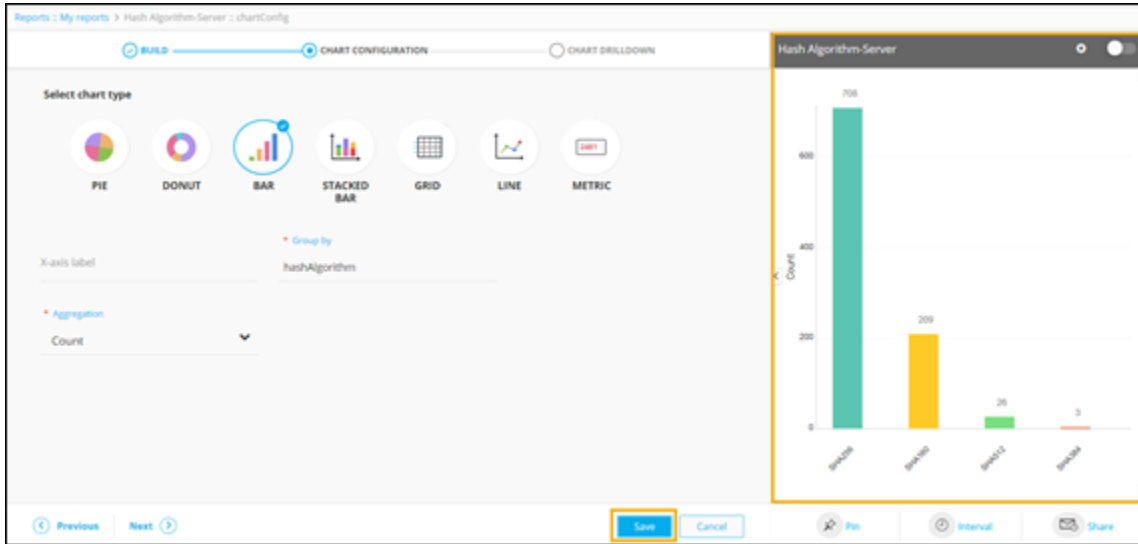 Reports :: My reports > Hash Algorithm-Server :: chartConfig
BUILD
CHART CONFIGURATION
CHART DRILLDOWN
Select chart type
PIE
DONUT
BAR
STACKED
BAR
GRID
LINE
METRIC
X-axis label
* Group by
hashAlgorithm
* Aggregation
Count
Previous
Next
Save
Cancel
Hash Algorithm-Server
708
600
400
200
0
Count
209
26
3
SHA256
SHA160
SHA512
SHA384
Pin
Interval
Share